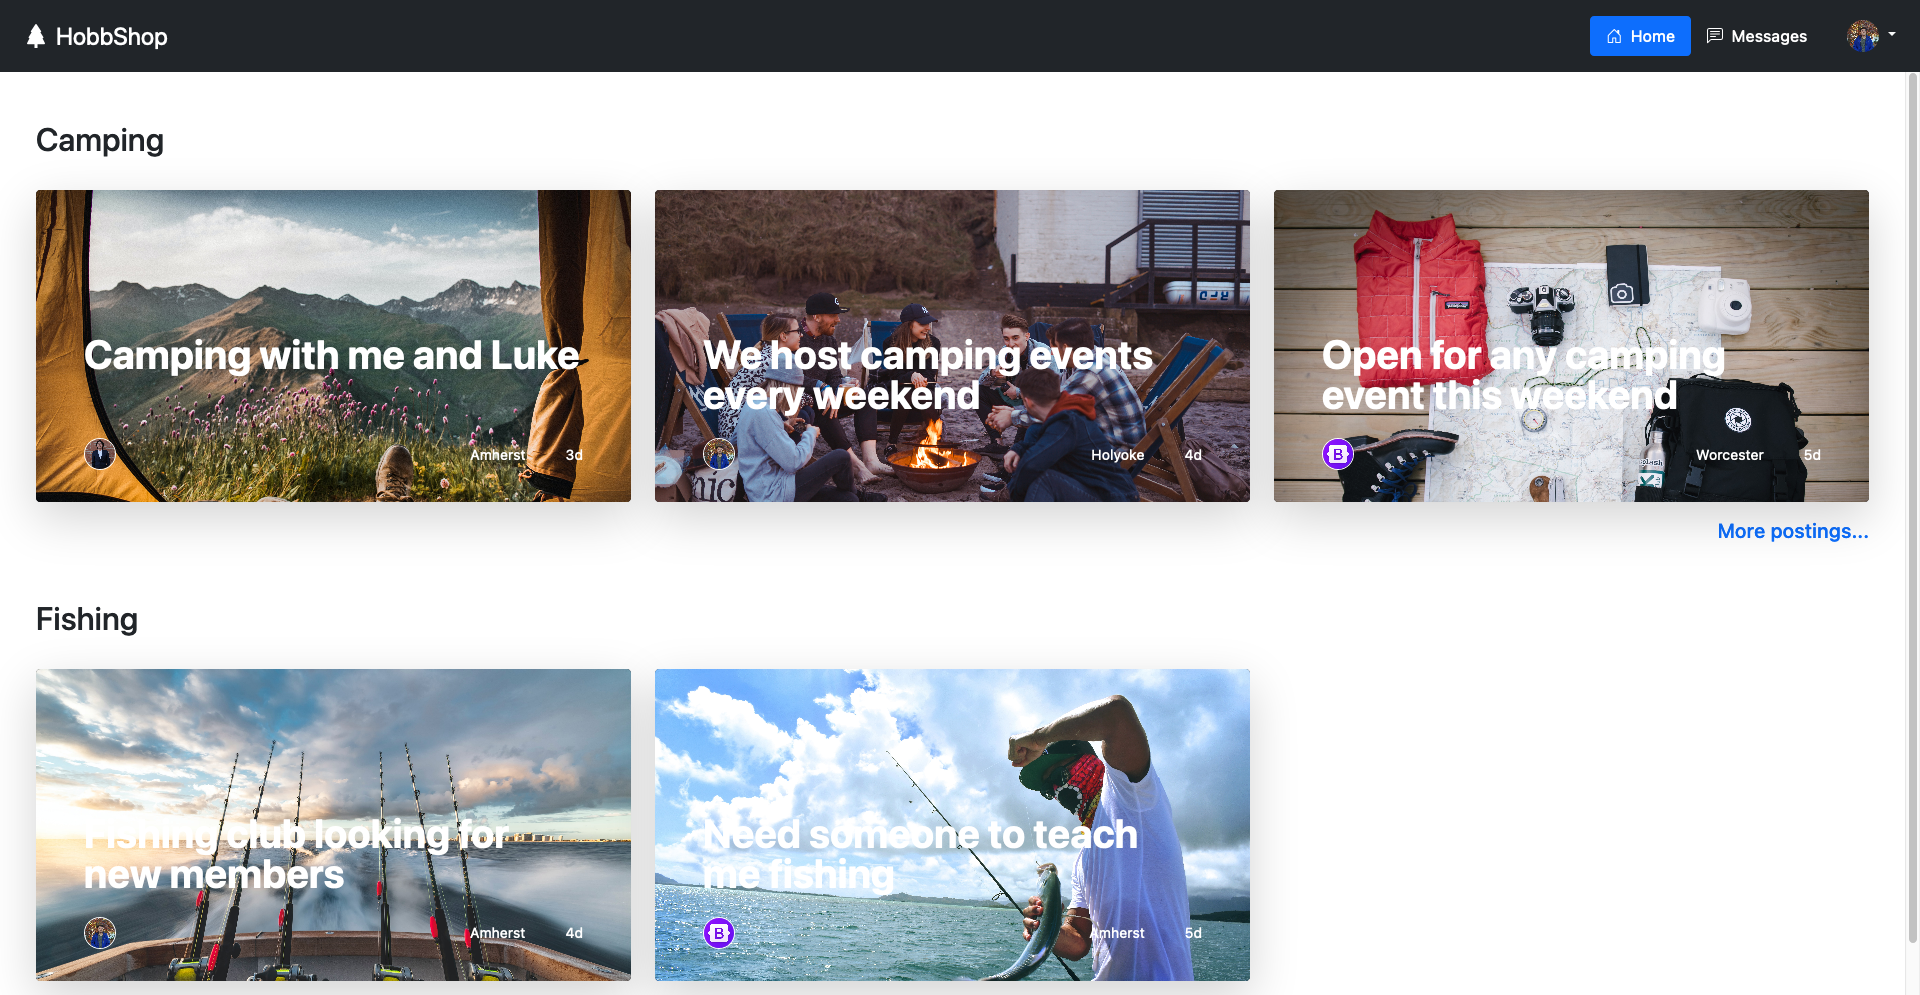 HobbShop
Home
Messages
Camping
Camping with me and Luke
Amherst
3d
We host camping events
every weekend
Holyoke
4d
Open for any camping
event this weekend
B
Worcester
5d
More postings...
Fishing
Fishing club looking for
new members
Amherst
4d
Need someone to teach
me fishing
B
Amherst
5d